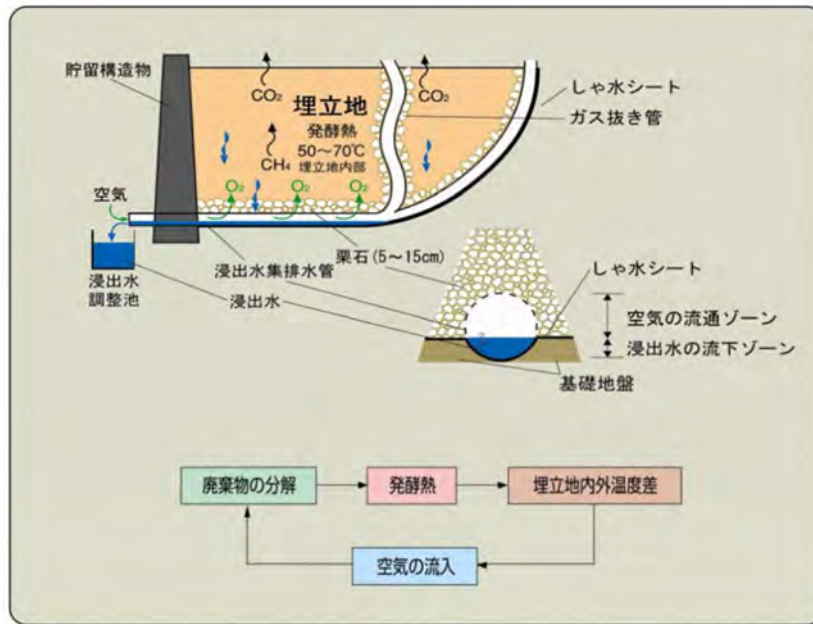 貯留構造物
CO₂
CO₂
埋立地
発酵熱
50～70℃
埋立地内部
CH₄
O₂
O₂
O₂
しゃ水シート
ガス抜き管
空気
浸出水
調整池
浸出水集排水管
浸出水
栗石(5～15cm)
しゃ水シート
空気の流通ゾーン
浸出水の流下ゾーン
基礎地盤
廃棄物の分解
発酵熱
埋立地内外温度差
空気の流入